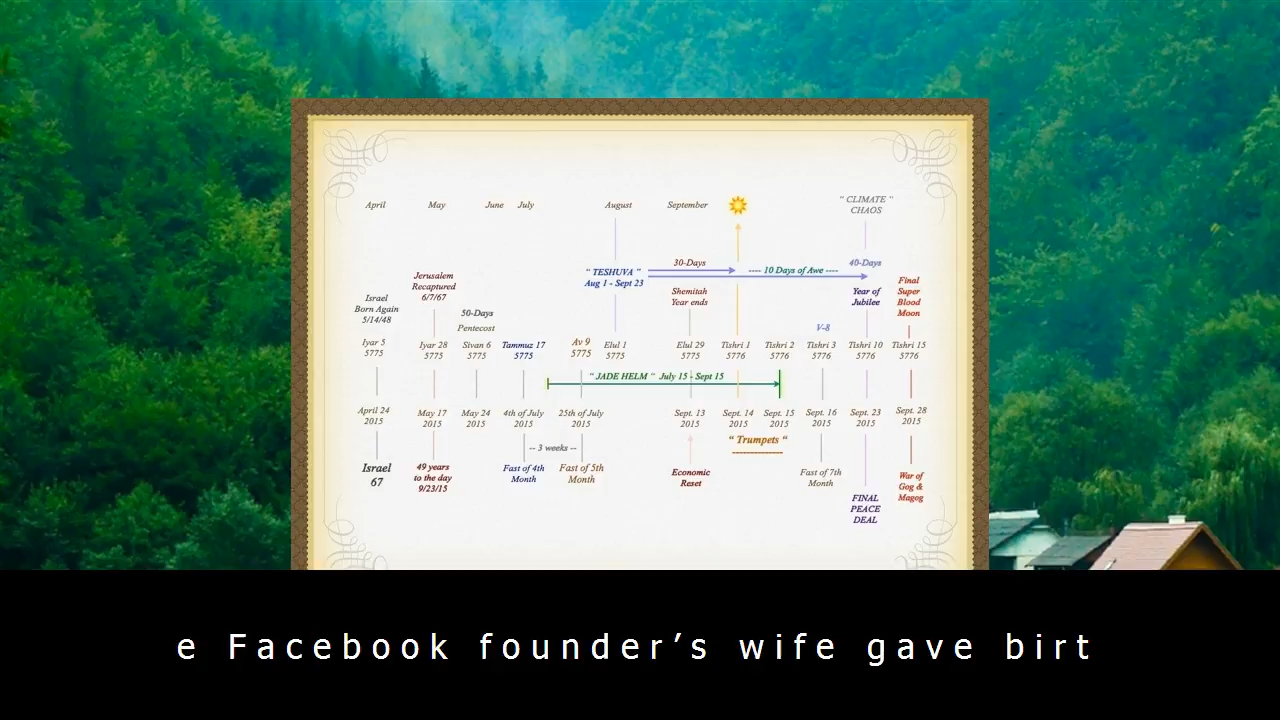 April May June July August September " CLIMATE "
CHAOS
" TESHUVA "
Aug 1 - Sept 23
30-Days
---- 10 Days of Awe ----
40-Days
Jerusalem
Recaptured
6/7/67
Israel
Born Again
5/14/48
50-Days
Pentecost
Shemitah
Year ends
Year of
Jubilee
Final
Super
Blood
Moon
V-8
Iyar 5
5775
Iyar 28
5775
Sivan 6
5775
Tammuz 17
5775
Av 9
5775
Elul 1
5775
Elul 29
5775
Tishri 1
5776
Tishri 2
5776
Tishri 3
5776
Tishri 10
5776
Tishri 15
5776
" JADE HELM " July 15 - Sept 15
April 24
2015
May 17
2015
May 24
2015
4th of July
2015
25th of July
2015
Sept. 13
2015
Sept. 14
2015
Sept. 15
2015
Sept. 16
2015
Sept. 23
2015
Sept. 28
2015
-- 3 weeks --
" Trumpets "
--------------
Israel
67
49 years
to the day
9/23/15
Fast of 4th
Month
Fast of 5th
Month
Economic
Reset
Fast of 7th
Month
FINAL
PEACE
DEAL
War of
Gog &
Magog
e Facebook founder’s wife gave birt